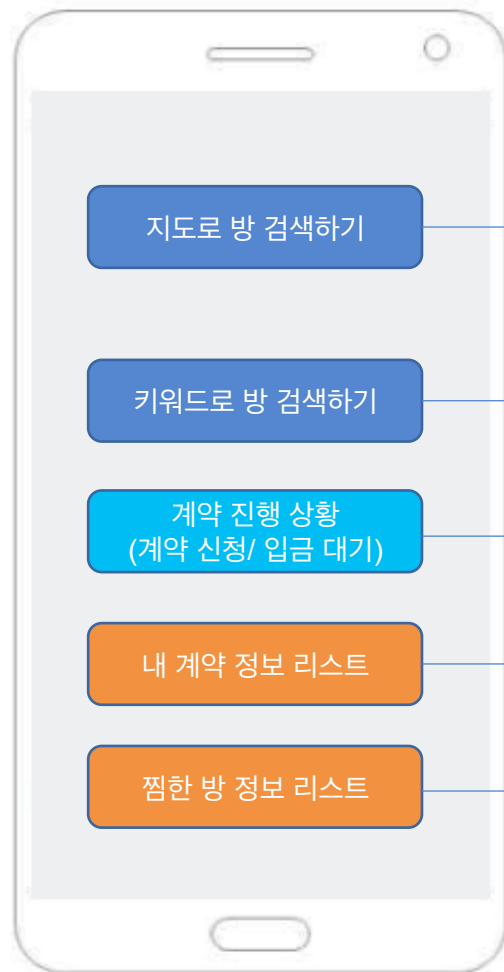 지도로 방 검색하기
키워드로 방 검색하기
계약 진행 상황
(계약 신청/ 입금 대기)
내 계약 정보 리스트
찜한 방 정보 리스트